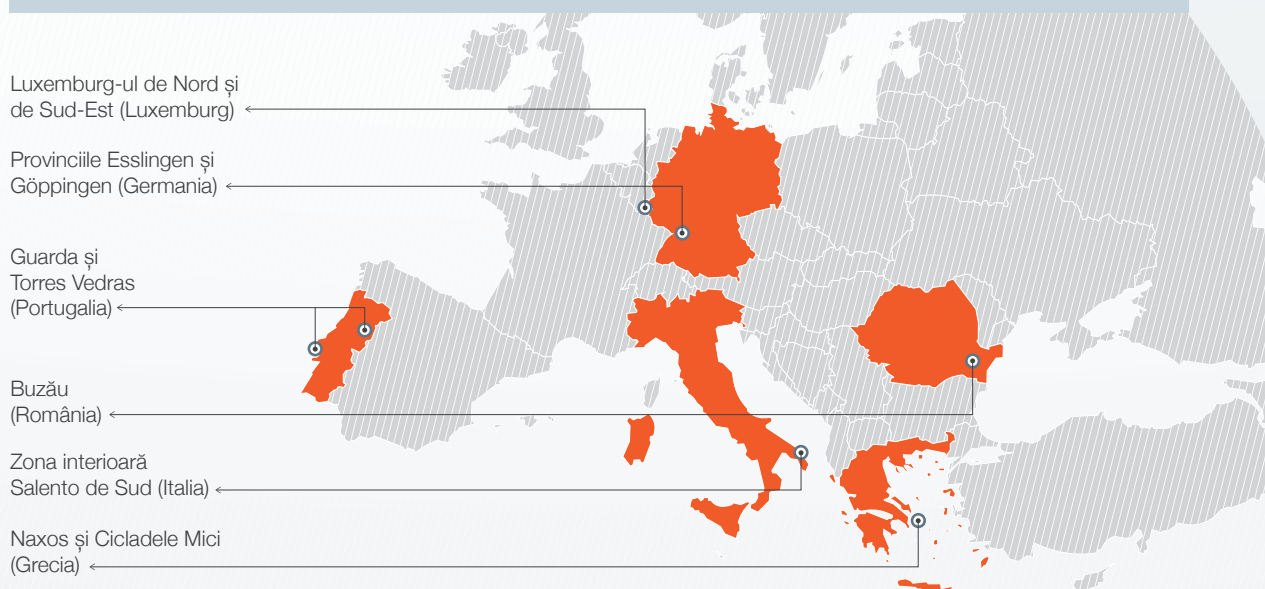 Luxemburg-ul de Nord și
de Sud-Est (Luxemburg)
Provinciile Esslingen și
Göppingen (Germania)
Guarda și
Torres Vedras
(Portugalia)
Buzău
(România)
Zona interioară
Salento de Sud (Italia)
Naxos și Cicladele Mici
(Grecia)